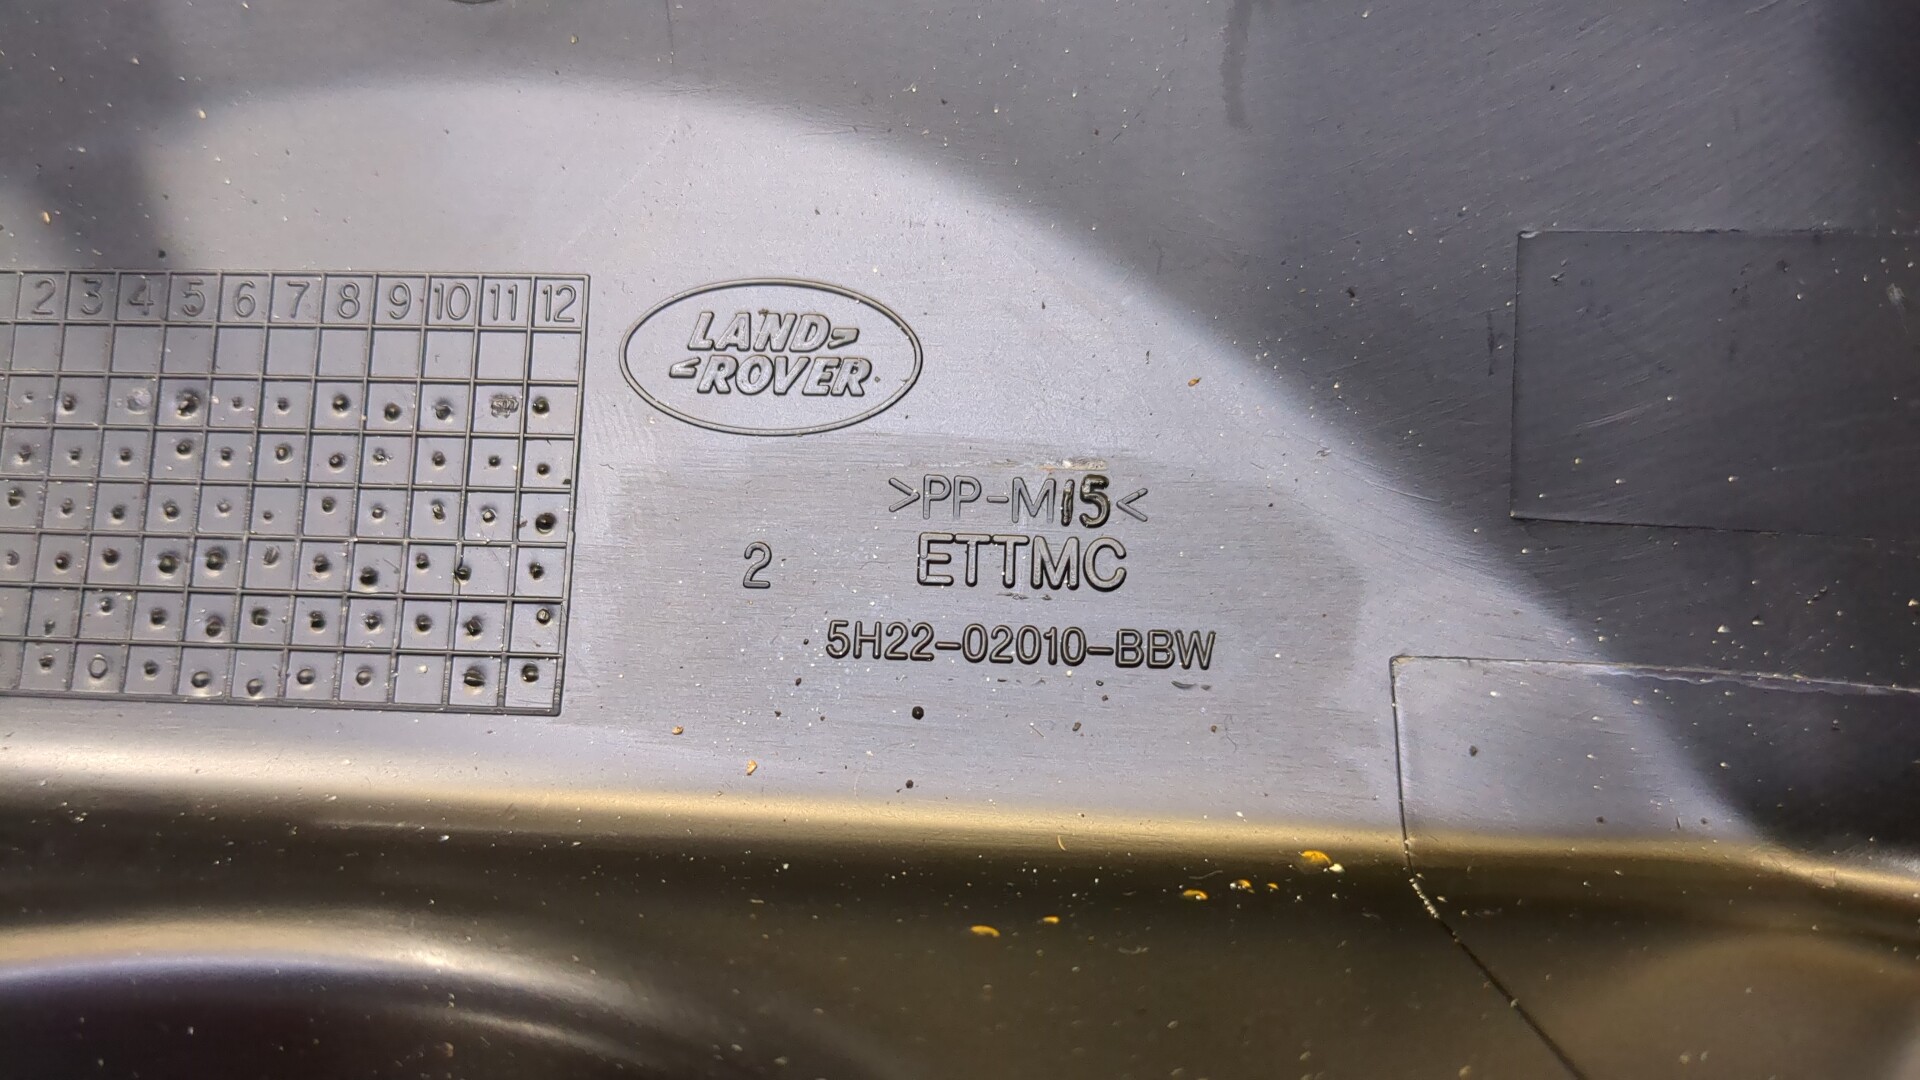 2 3 4 5 6 7 8 9 10 11 12
LAND
ROVER
>PP-M15<
2 ETTMC
5H22-02010-BBW